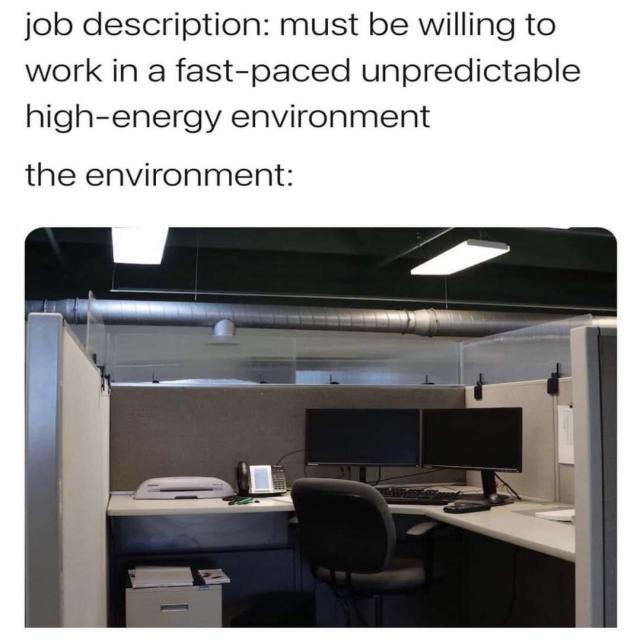 job description: must be willing to
work in a fast-paced unpredictable
high-energy environment
the environment: